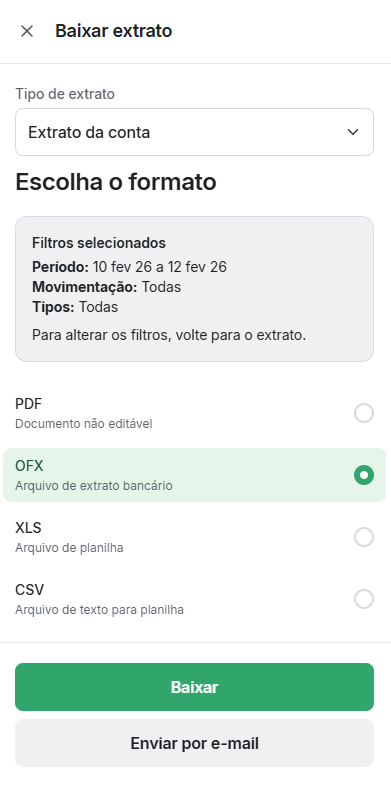 Baixar extrato
Tipo de extrato
Extrato da conta
Escolha o formato
Filtros selecionados
Período: 10 fev 26 a 12 fev 26
Movimentação: Todas
Tipos: Todas
Para alterar os filtros, volte para o extrato.
PDF
Documento não editável
OFX
Arquivo de extrato bancário
XLS
Arquivo de planilha
CSV
Arquivo de texto para planilha
Baixar
Enviar por e-mail